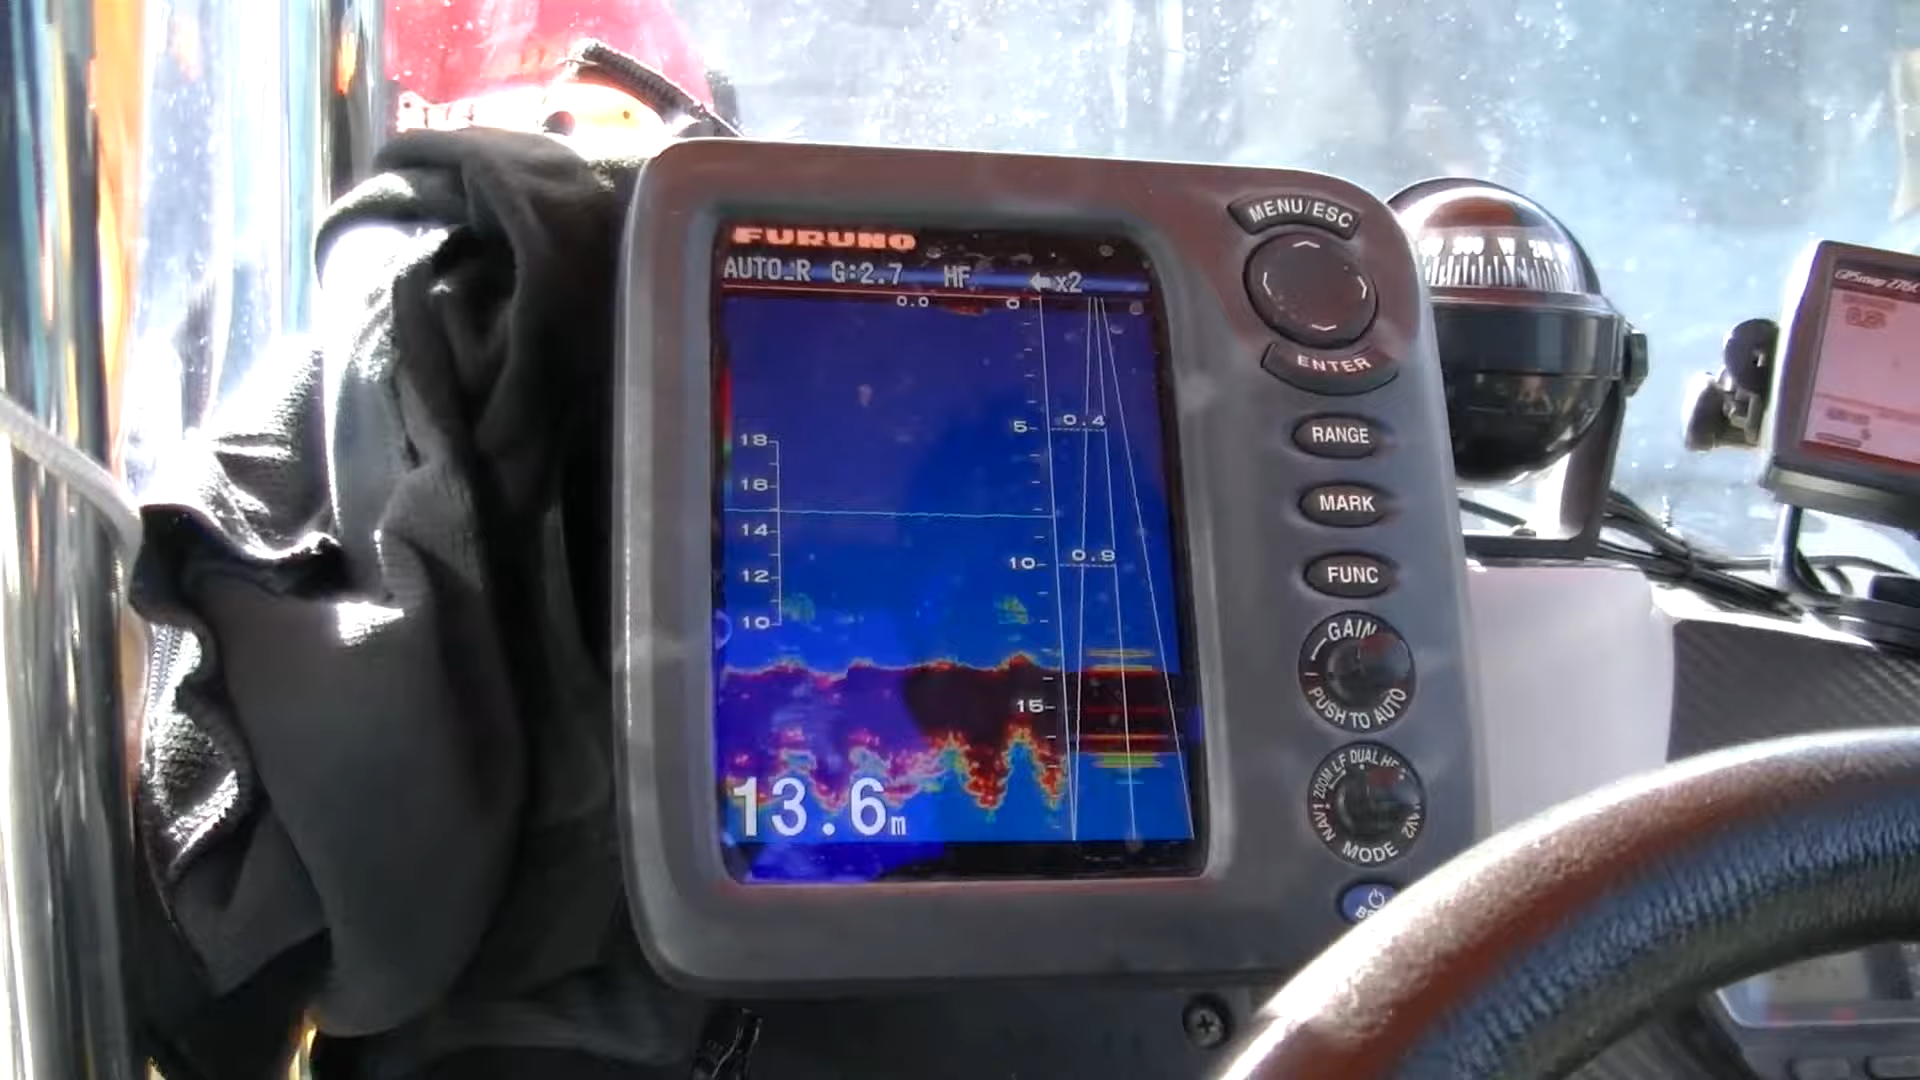 FURUNO
AUTO_R G:2.7 HF ←x2
0.0 0
5 0.4
18
16
14
12
10
10 0.9
15
13.6m
MENU/ESC
ENTER
RANGE
MARK
FUNC
GAIN
PUSH TO AUTO
NAV1 ZOOM LF DUAL HF
MODE
GPSmap